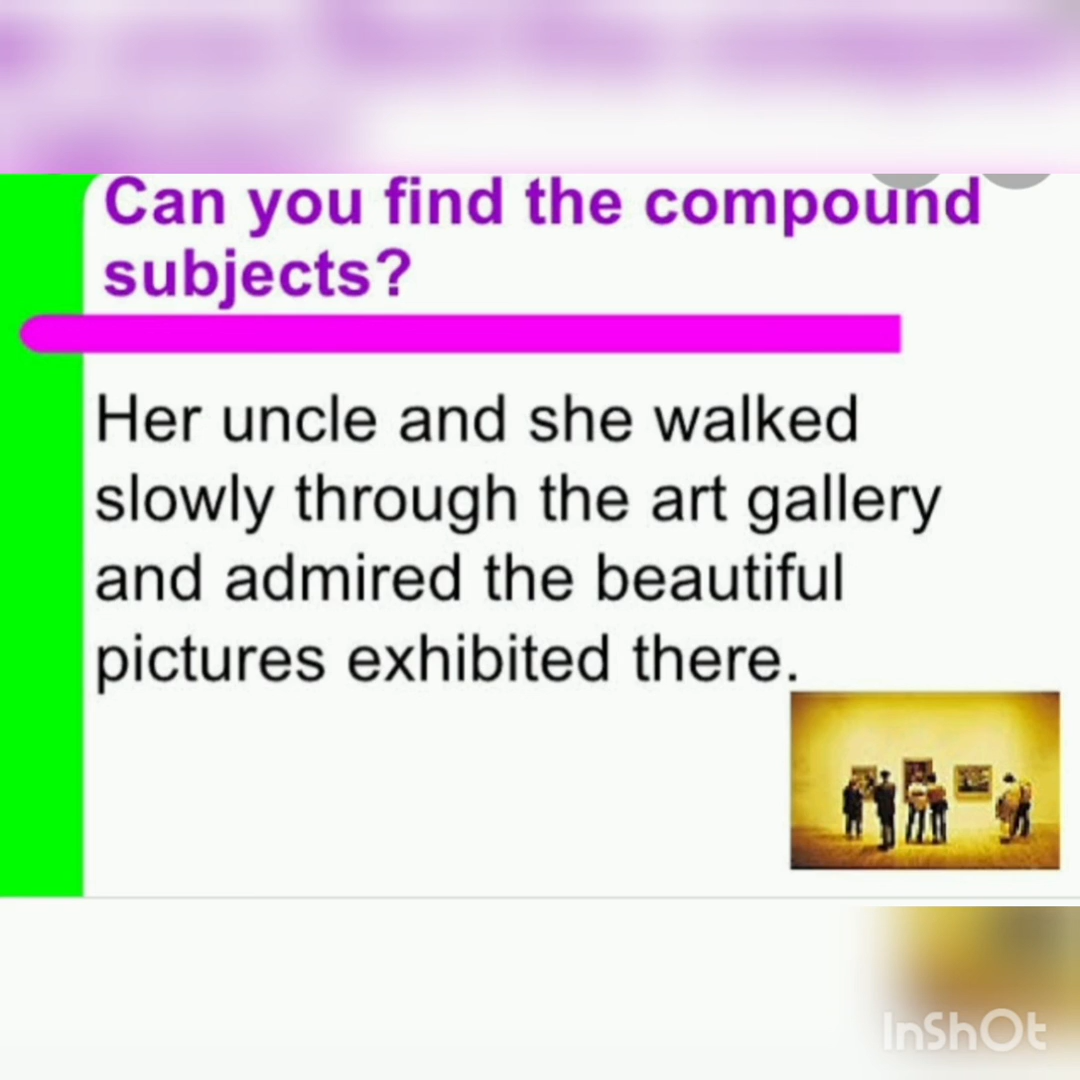 Can you find the compound
subjects?
Her uncle and she walked
slowly through the art gallery
and admired the beautiful
pictures exhibited there.
InShOt